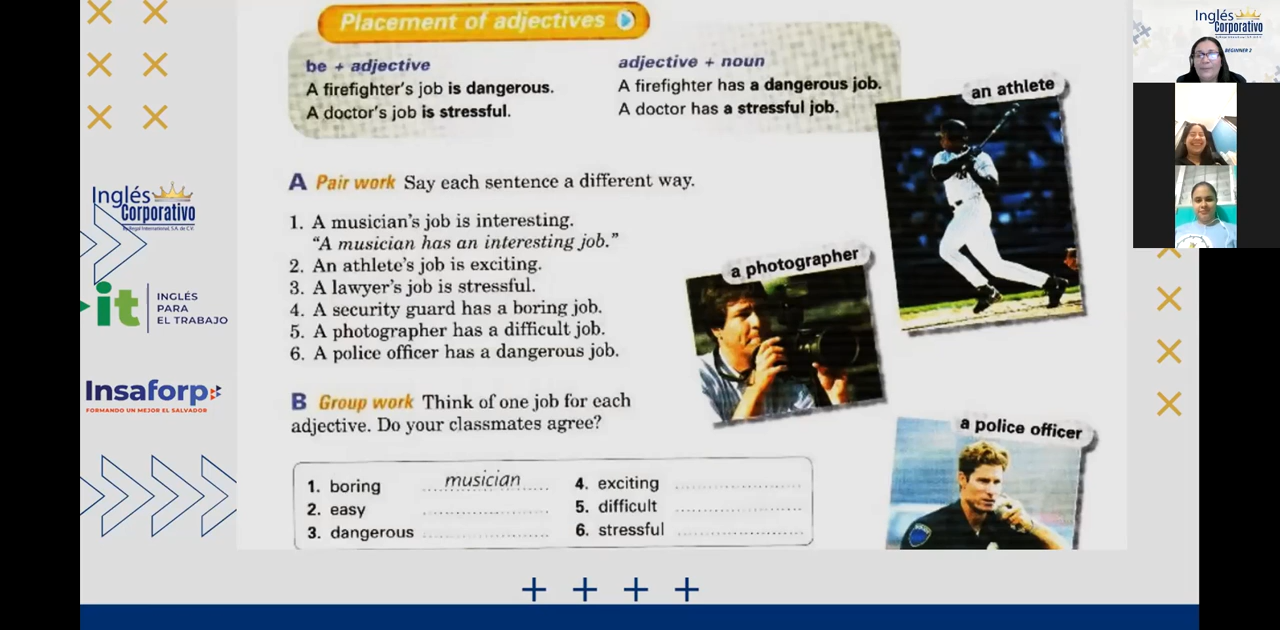 Placement of adjectives
be + adjective
A firefighter's job is dangerous.
A doctor's job is stressful.
adjective + noun
A firefighter has a dangerous job.
A doctor has a stressful job.
an athlete
A Pair work Say each sentence a different way.
1. A musician's job is interesting.
"A musician has an interesting job."
2. An athlete's job is exciting.
3. A lawyer's job is stressful.
4. A security guard has a boring job.
5. A photographer has a difficult job.
6. A police officer has a dangerous job.
a photographer
B Group work Think of one job for each
adjective. Do your classmates agree?
1. boring musician
2. easy
3. dangerous
4. exciting
5. difficult
6. stressful
a police officer
Inglés
Corporativo
it INGLÉS
PARA
EL TRABAJO
Insaforp
FORMANDO UN MEJOR EL SALVADOR
Inglés
Corporativo
BEGINNER 2